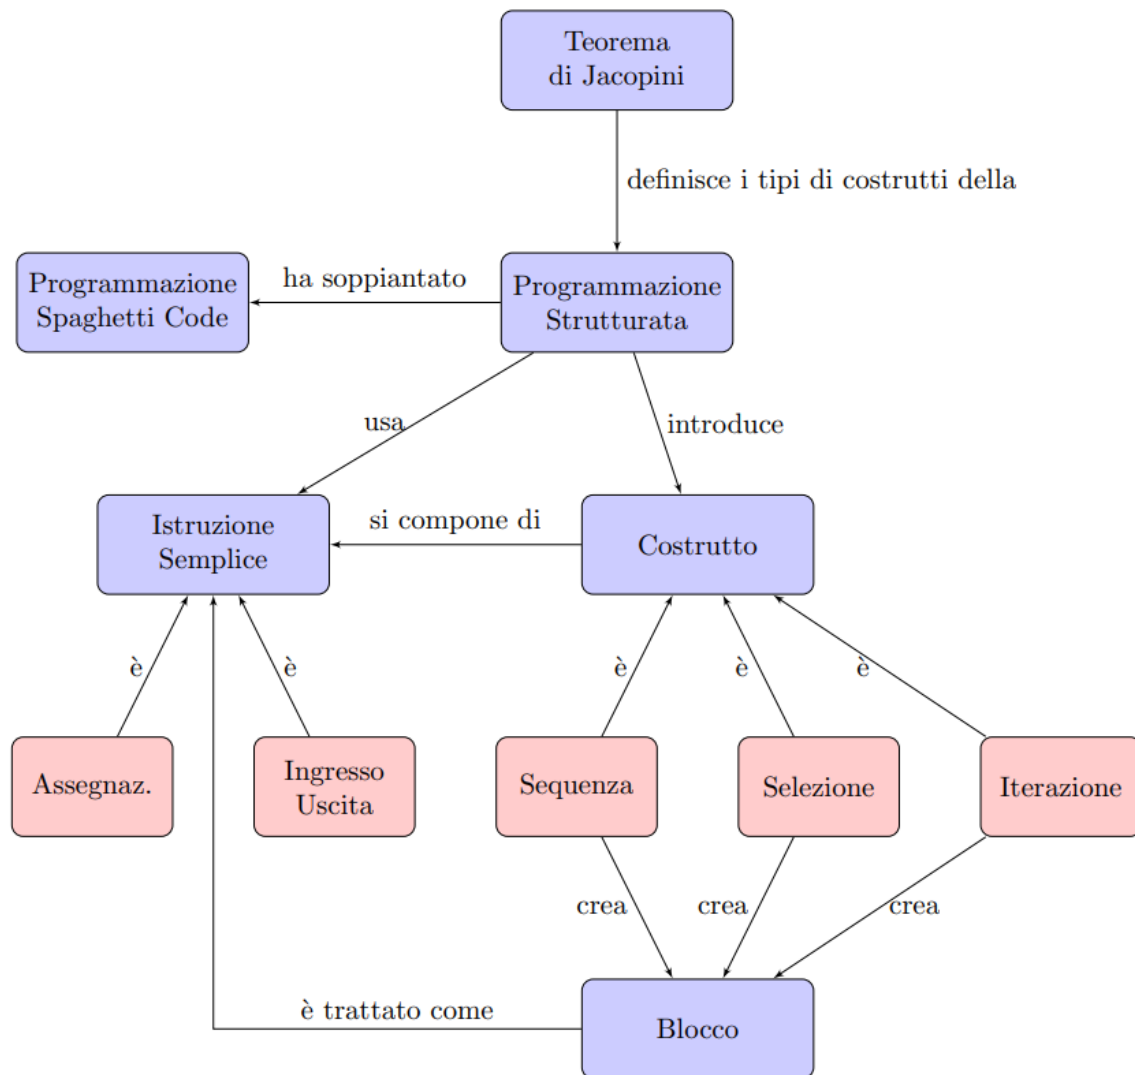 Teorema
di Jacopini
definisce i tipi di costrutti della
Programmazione
Spaghetti Code
ha soppiantato
Programmazione
Strutturata
usa
introduce
Istruzione
Semplice
si compone di
Costrutto
è
è
è
è
è
Assegnaz.
Ingresso
Uscita
Sequenza
Selezione
Iterazione
crea
crea
crea
è trattato come
Blocco